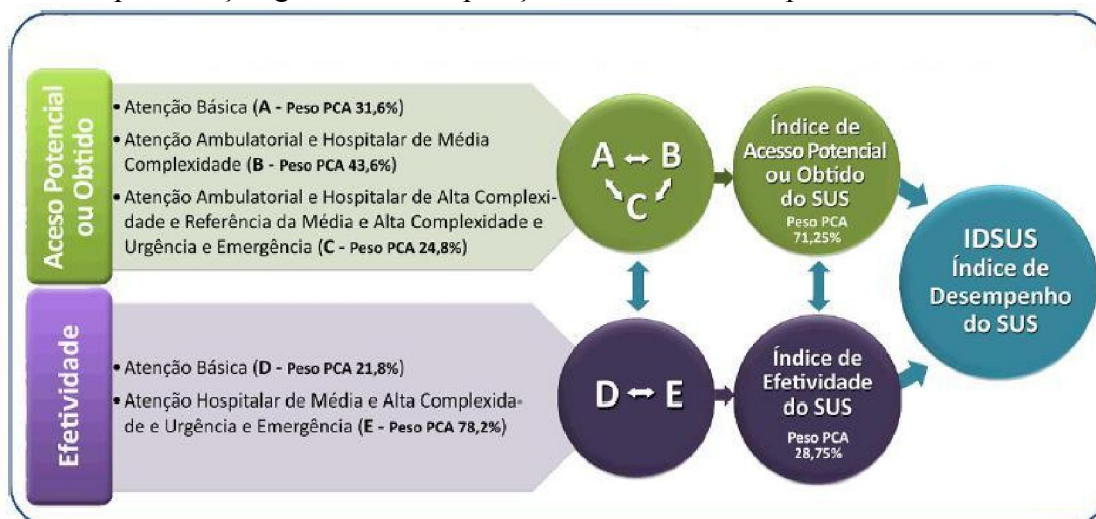 Aceso Potencial
ou Obtido
• Atenção Básica (A - Peso PCA 31,6%)
• Atenção Ambulatorial e Hospitalar de Média
Complexidade (B - Peso PCA 43,6%)
• Atenção Ambulatorial e Hospitalar de Alta Complexi-
dade e Referência da Média e Alta Complexidade e
Urgência e Emergência (C - Peso PCA 24,8%)
A ↔ B
C
Índice de
Acesso Potencial
ou Obtido
do SUS
Peso PCA
71,25%
IDSUS
Índice de
Desempenho
do SUS
Efetividade
• Atenção Básica (D - Peso PCA 21,8%)
• Atenção Hospitalar de Média e Alta Complexida-
de e Urgência e Emergência (E - Peso PCA 78,2%)
D ↔ E
Índice de
Efetividade
do SUS
Peso PCA
28,75%